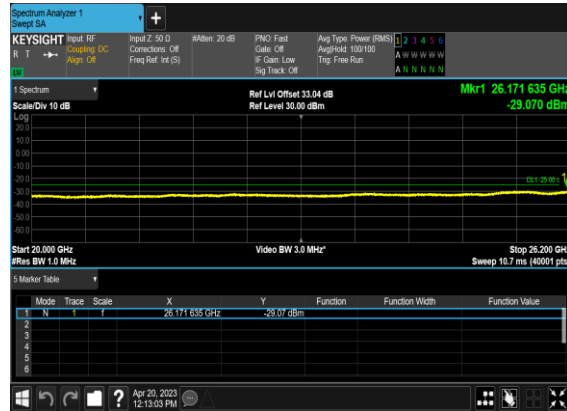 Spectrum Analyzer 1
Swept SA
+
KEYSIGHT Input: RF Input Z: 50 Ω #Atten: 20 dB PNO: Fast Avg Type: Power (RMS) 1 2 3 4 5 6
R T Coupling: DC Corrections: Off Gate: Off Avg|Hold: 100/100 A W W W W W
Align: Off Freq Ref: Int (S) IF Gain: Low Trig: Free Run
LW Sig Track: Off A N N N N N
1 Spectrum Ref Lvl Offset 33.04 dB Mkr1 26.171 635 GHz
Scale/Div 10 dB Ref Level 30.00 dBm -29.070 dBm
Log
20.0
10.0
0.00
-10.0
-20.0 DL1 -25.00 1
-30.0
-40.0
-50.0
-60.0
Start 20.000 GHz Video BW 3.0 MHz* Stop 26.200 GHz
#Res BW 1.0 MHz Sweep 10.7 ms (40001 pts
5 Marker Table
Mode Trace Scale X Y Function Function Width Function Value
1 N 1 f 26.171 635 GHz -29.07 dBm
2
3
4
5
6
? Apr 20, 2023
12:13:03 PM